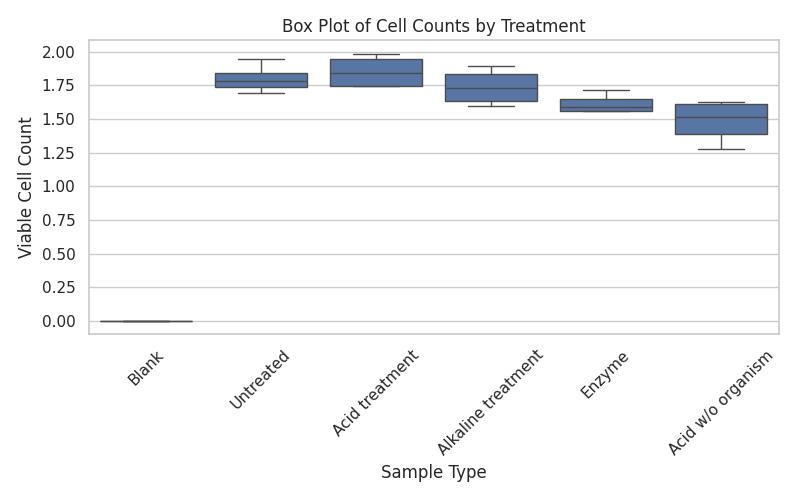 Box Plot of Cell Counts by Treatment
Viable Cell Count
2.00
1.75
1.50
1.25
1.00
0.75
0.50
0.25
0.00
Blank
Untreated
Acid treatment
Alkaline treatment
Enzyme
Acid w/o organism
Sample Type